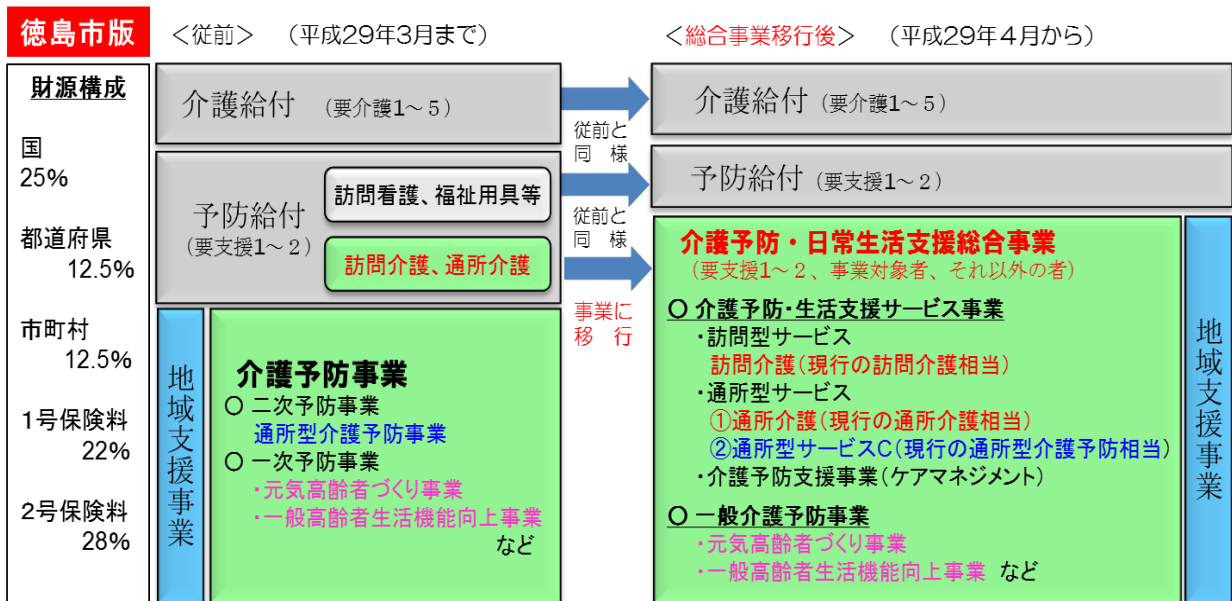 徳島市版
<従前> (平成29年3月まで)
<総合事業移行後> (平成29年4月から)
財源構成
国
25%
都道府県
12.5%
市町村
12.5%
1号保険料
22%
2号保険料
28%
介護給付 (要介護1～5)
予防給付
(要支援1～2)
訪問看護、福祉用具等
訪問介護、通所介護
地域支援事業
介護予防事業
〇 二次予防事業
通所型介護予防事業
〇 一次予防事業
・元気高齢者づくり事業
・一般高齢者生活機能向上事業
など
従前と
同 様
従前と
同 様
事業に
移 行
介護給付 (要介護1～5)
予防給付 (要支援1～2)
介護予防・日常生活支援総合事業
(要支援1～2、事業対象者、それ以外の者)
〇 介護予防・生活支援サービス事業
・訪問型サービス
訪問介護(現行の訪問介護相当)
・通所型サービス
①通所介護(現行の通所介護相当)
②通所型サービスC(現行の通所型介護予防相当)
・介護予防支援事業(ケアマネジメント)
〇 一般介護予防事業
・元気高齢者づくり事業
・一般高齢者生活機能向上事業 など
地域支援事業